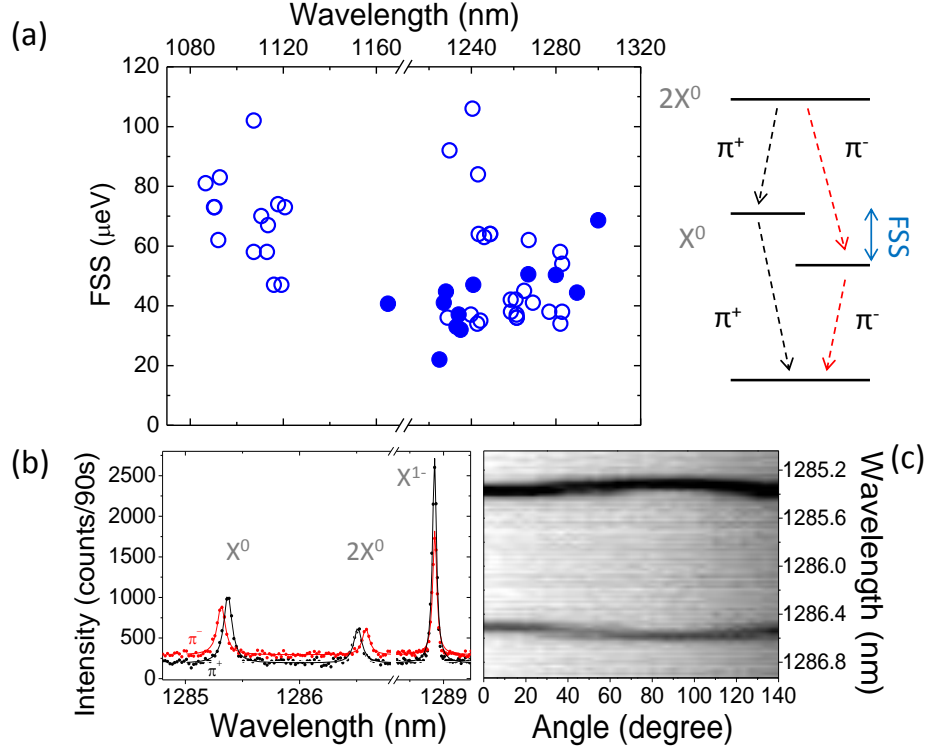 Wavelength (nm)
(a)
1080 1120 1160 1240 1280 1320
120
100
80
60
40
20
0
FSS (μeV)
2X⁰
π⁺ π⁻
X⁰
FSS
π⁺ π⁻
(b)
Intensity (counts/90s)
2500
2000
1500
1000
500
0
X⁰
2X⁰
X¹⁻
π⁻
π⁺
1285 1286 1289
Wavelength (nm)
(c)
1285.2
1285.6
1286.0
1286.4
1286.8
Wavelength (nm)
0 20 40 60 80 100 120 140
Angle (degree)